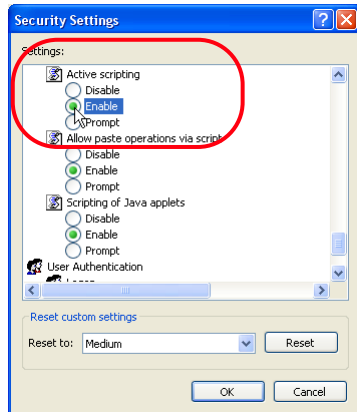 Security Settings
Settings:
Active scripting
Disable
Enable
Prompt
Allow paste operations via script
Disable
Enable
Prompt
Scripting of Java applets
Disable
Enable
Prompt
User Authentication
Logon
Reset custom settings
Reset to: Medium Reset
OK Cancel